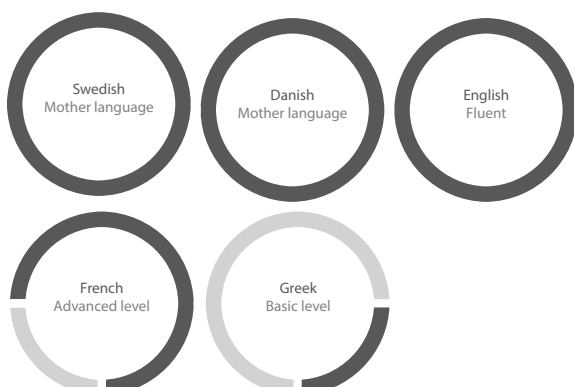 Swedish
Mother language
Danish
Mother language
English
Fluent
French
Advanced level
Greek
Basic level